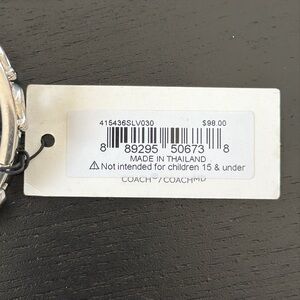 415436SLV030 $98.00
8 89295 50673 8
MADE IN THAILAND
⚠ Not intended for children 15 & under
COACH®/COACHMD